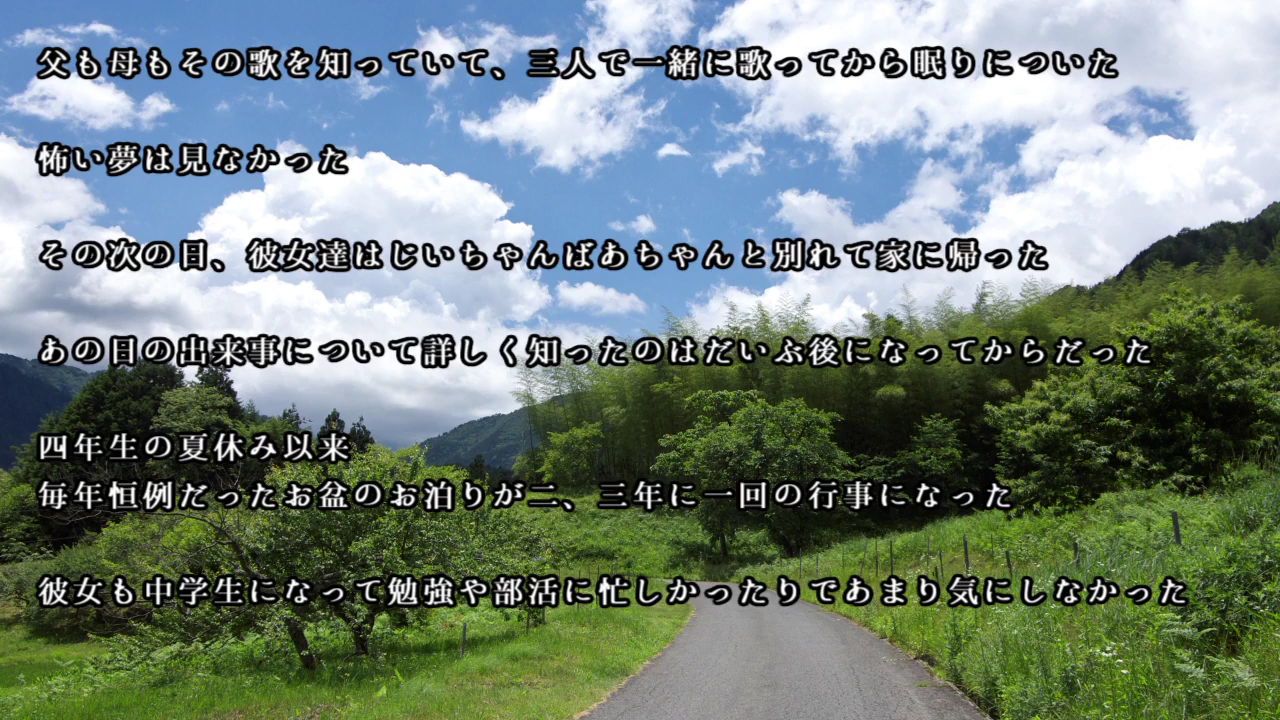 父も母もその歌を知っていて、三人で一緒に歌ってから眠りについた
怖い夢は見なかった
その次の日、彼女達はじいちゃんばあちゃんと別れて家に帰った
あの日の出来事について詳しく知ったのはだいぶ後になってからだった
四年生の夏休み以来
毎年恒例だったお盆のお泊りが二、三年に一回の行事になった
彼女も中学生になって勉強や部活に忙しかったりであまり気にしなかった